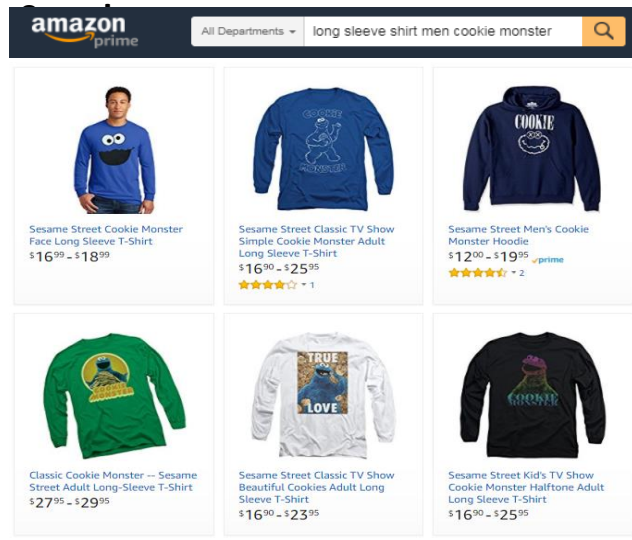 amazon
prime
All Departments
long sleeve shirt men cookie monster
Sesame Street Cookie Monster
Face Long Sleeve T-Shirt
$16 99 - $18 99
COOKIE
MONSTER
Sesame Street Classic TV Show
Simple Cookie Monster Adult
Long Sleeve T-Shirt
$16 90 - $25 95
1
COOKIE
Sesame Street Men's Cookie
Monster Hoodie
$12 00 - $19 95 prime
2
COOKIE
MONSTER
Classic Cookie Monster -- Sesame
Street Adult Long-Sleeve T-Shirt
$27 95 - $29 95
TRUE
LOVE
Sesame Street Classic TV Show
Beautiful Cookies Adult Long
Sleeve T-Shirt
$16 90 - $23 95
COOKIE
MONSTER
Sesame Street Kid's TV Show
Cookie Monster Halftone Adult
Long Sleeve T-Shirt
$16 90 - $25 95